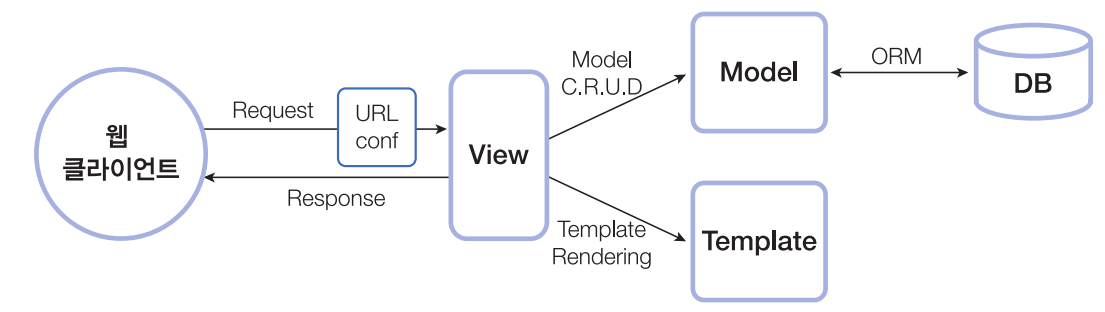 웹
클라이언트
Request
URL
conf
Response
View
Model
C.R.U.D
Model
ORM
DB
Template
Rendering
Template